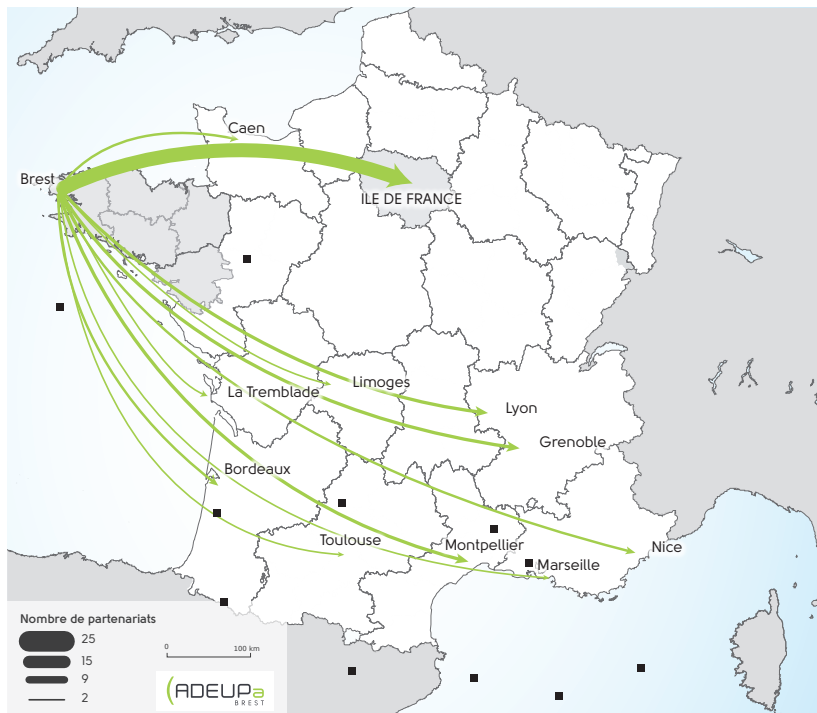 Caen
Brest
ILE DE FRANCE
Limoges
La Tremblade
Lyon
Grenoble
Bordeaux
Toulouse
Montpellier
Nice
Marseille
Nombre de partenariats
25
15
9
2
0 100 km
ADEUPa
BREST